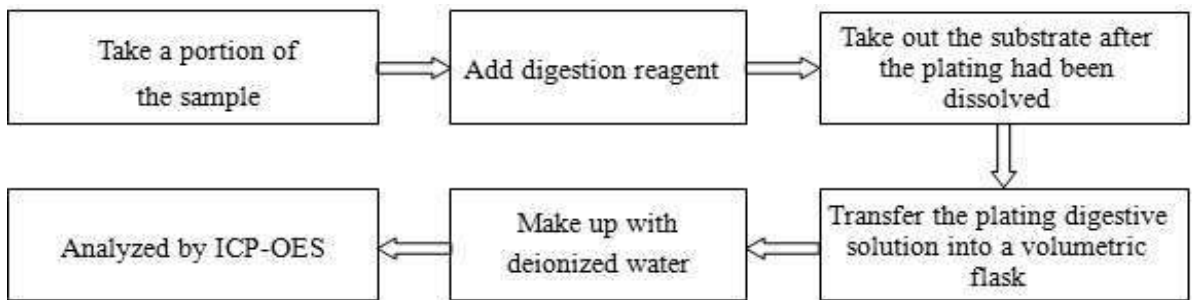 Take a portion of
the sample
Add digestion reagent
Take out the substrate after
the plating had been
dissolved
Transfer the plating digestive
solution into a volumetric
flask
Make up with
deionized water
Analyzed by ICP-OES